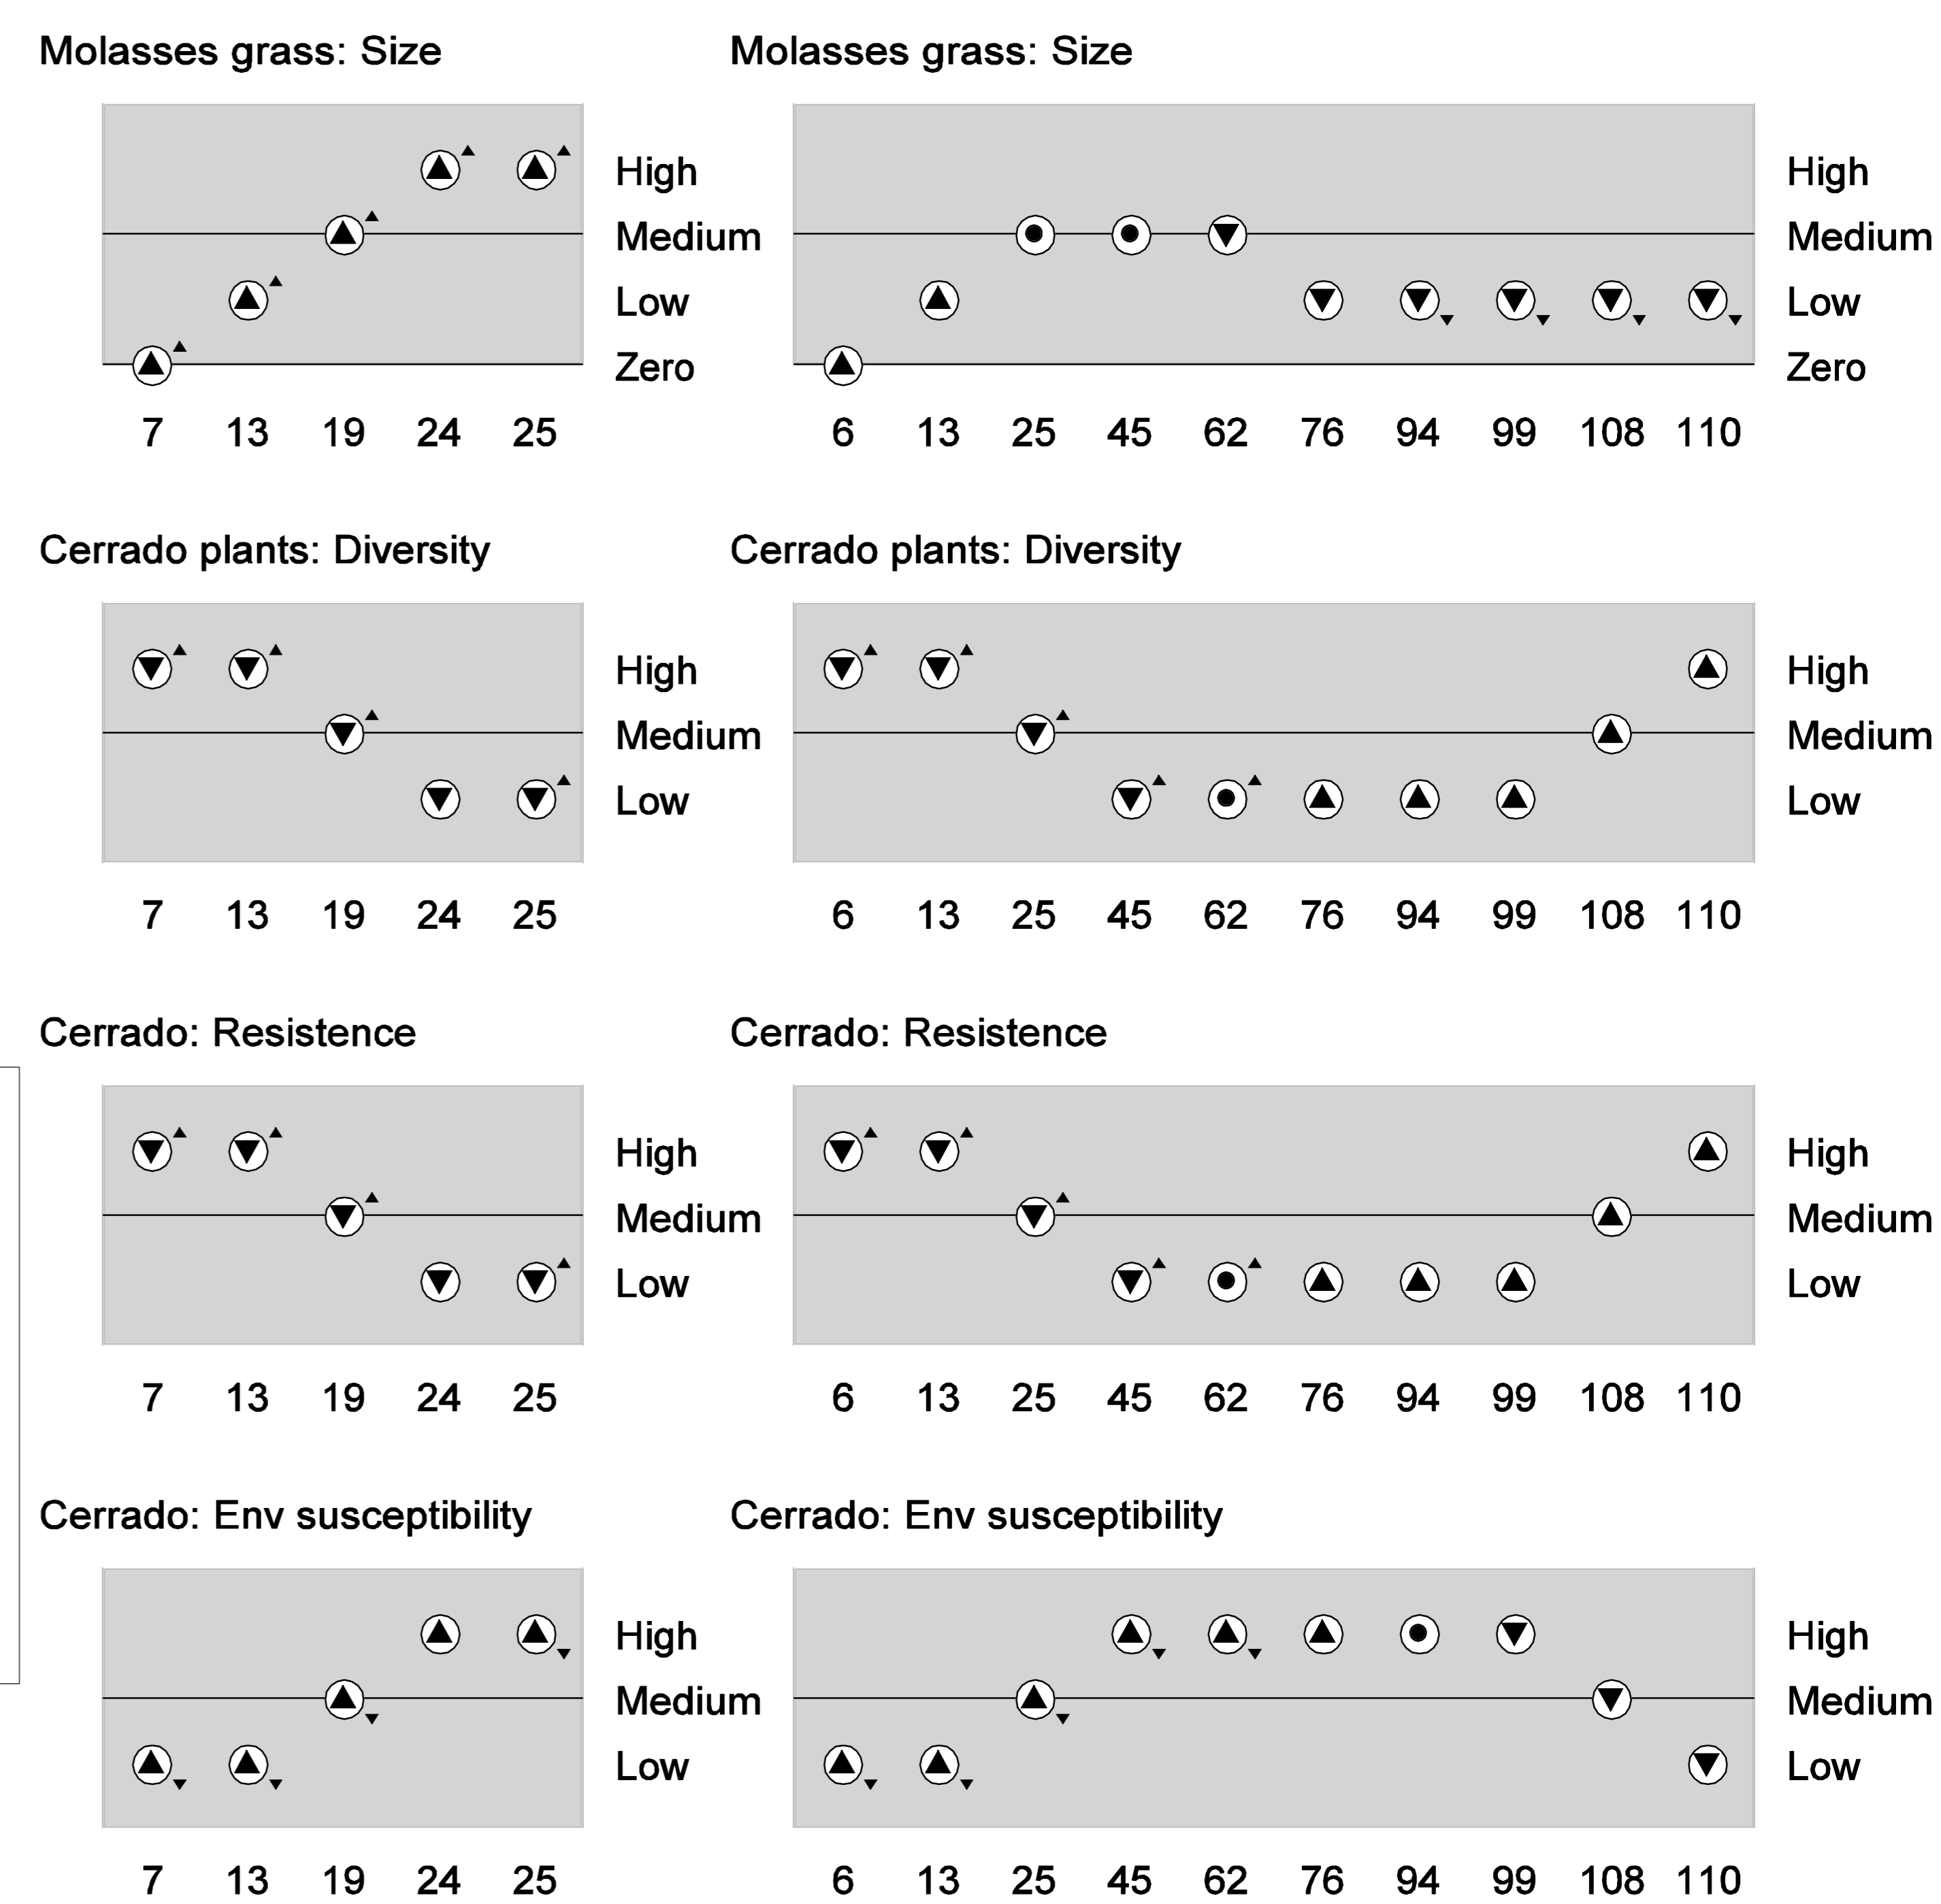 Molasses grass: Size
High
Medium
Low
Zero
7 13 19 24 25
Molasses grass: Size
High
Medium
Low
Zero
6 13 25 45 62 76 94 99 108 110
Cerrado plants: Diversity
High
Medium
Low
7 13 19 24 25
Cerrado plants: Diversity
High
Medium
Low
6 13 25 45 62 76 94 99 108 110
Cerrado: Resistence
High
Medium
Low
7 13 19 24 25
Cerrado: Resistence
High
Medium
Low
6 13 25 45 62 76 94 99 108 110
Cerrado: Env susceptibility
High
Medium
Low
7 13 19 24 25
Cerrado: Env susceptibility
High
Medium
Low
6 13 25 45 62 76 94 99 108 110